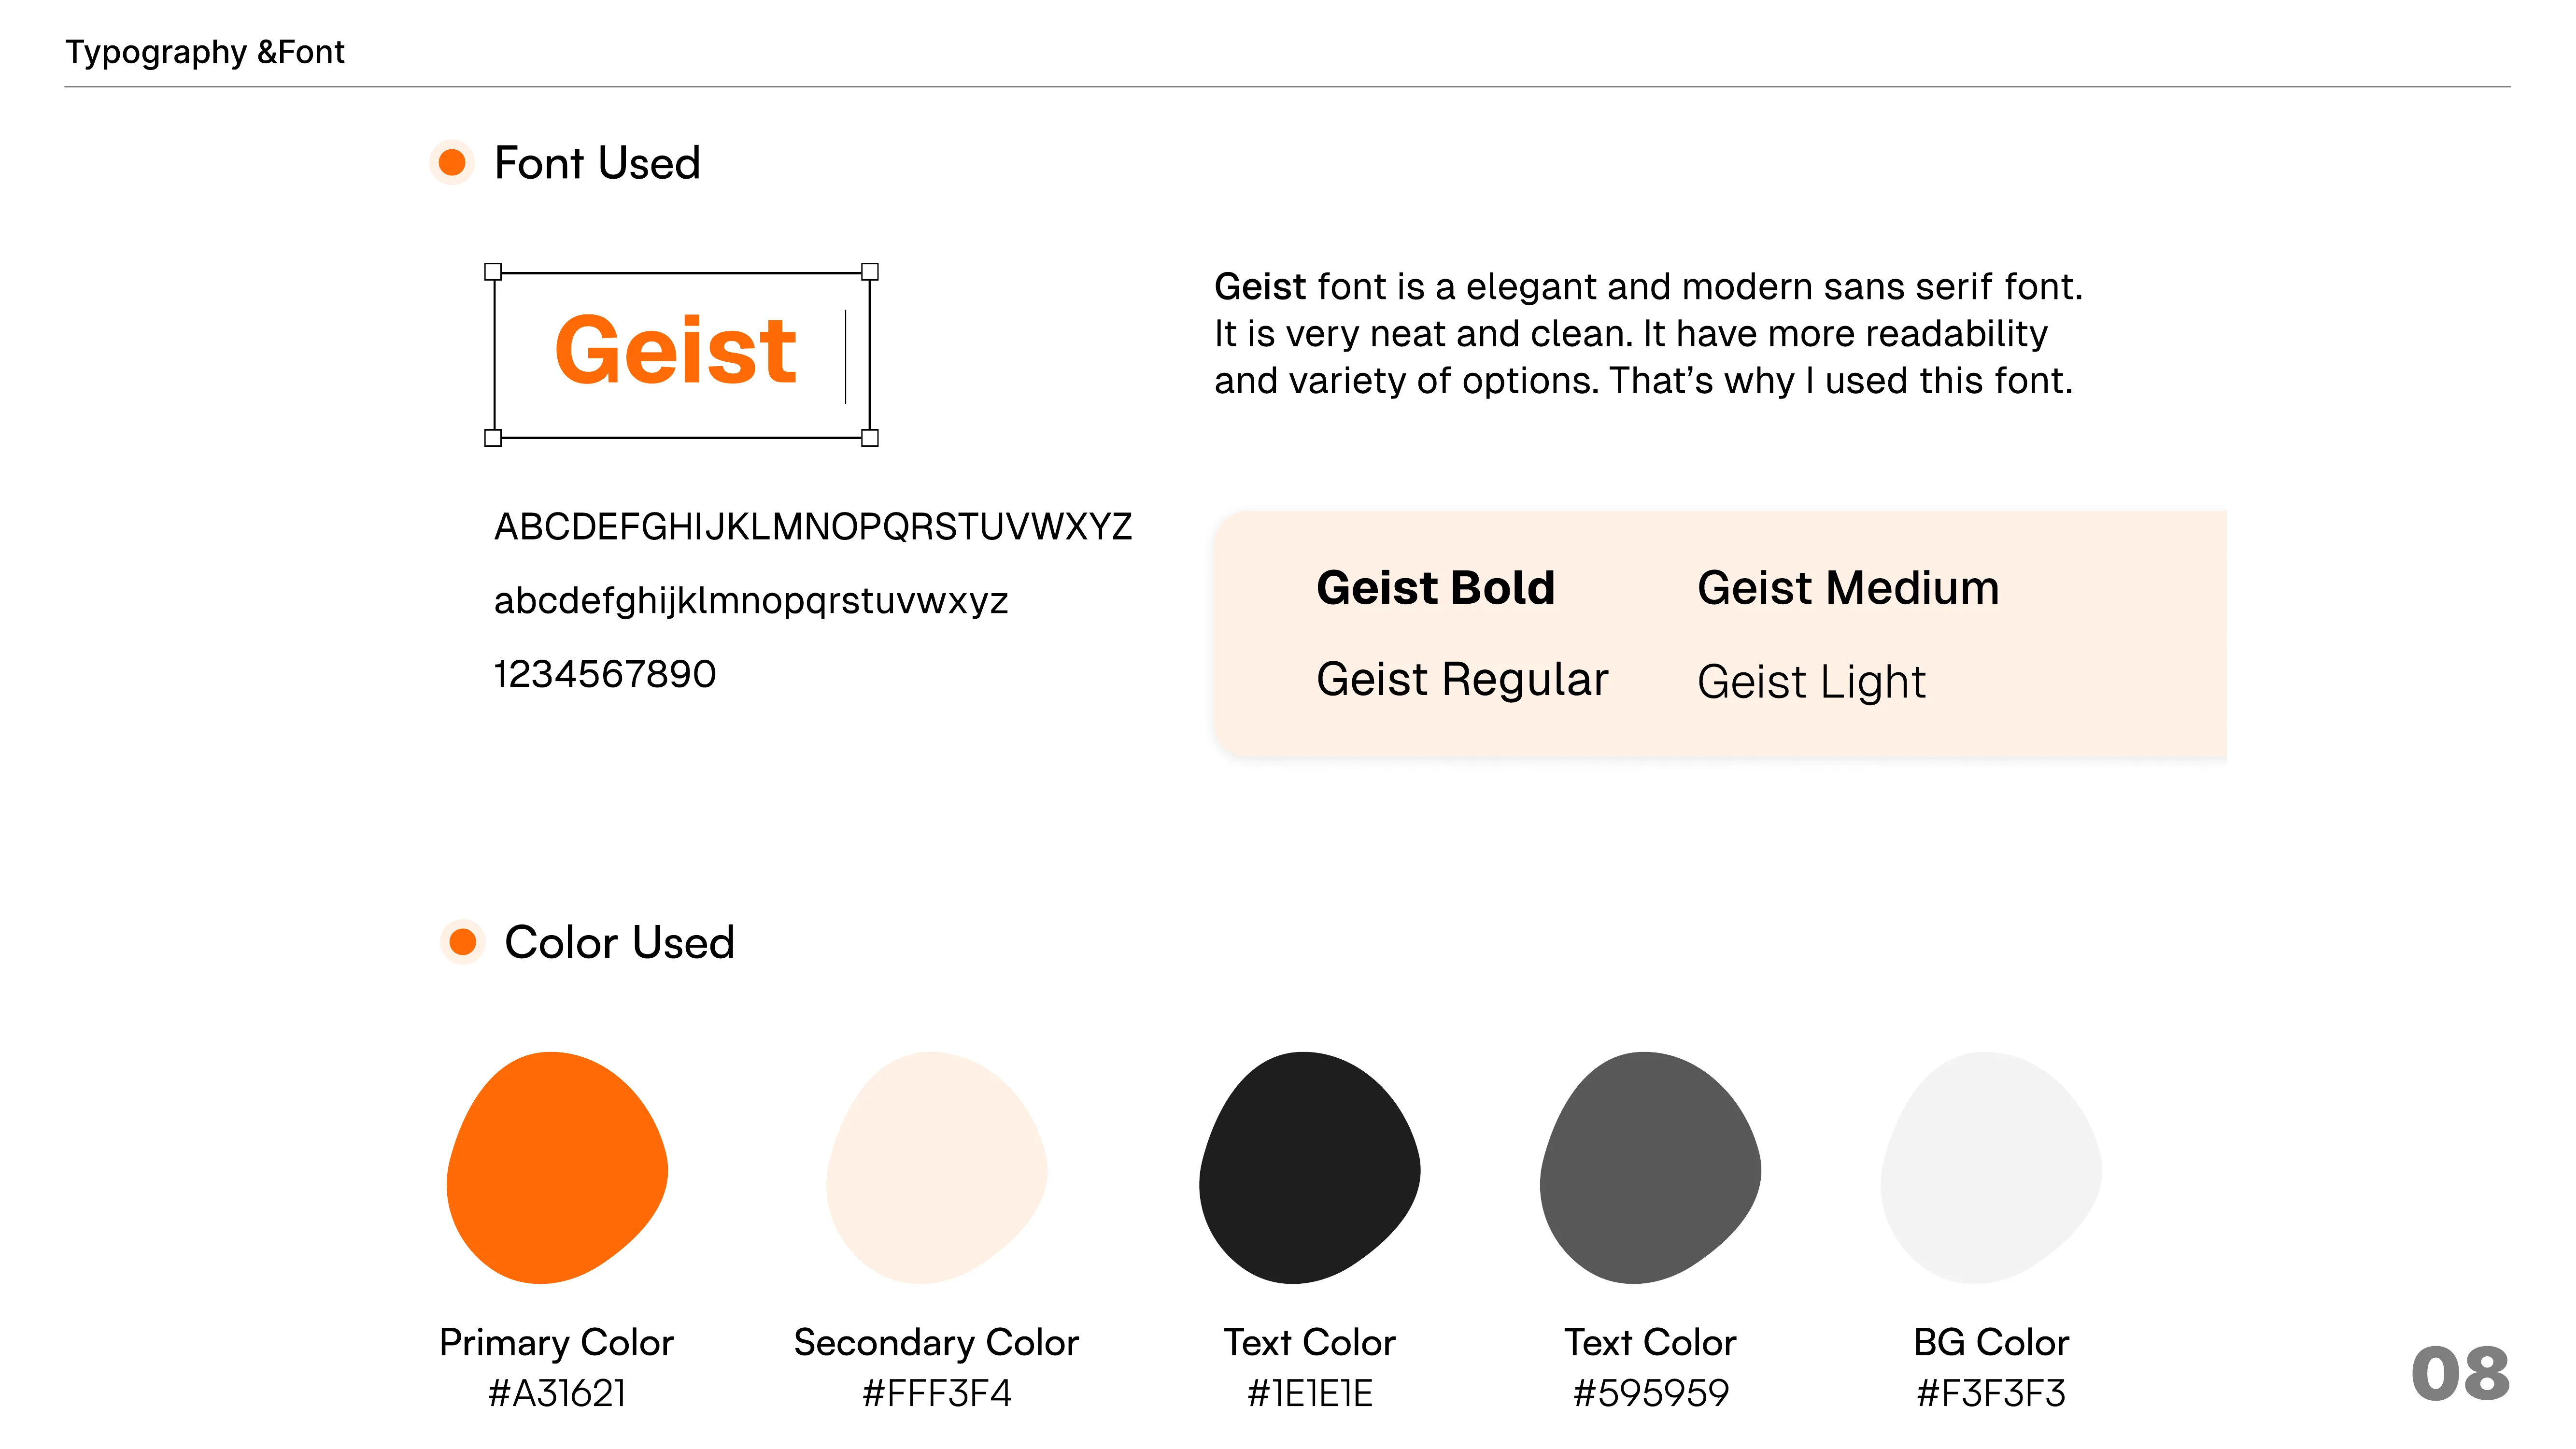 Typography &Font
Font Used
Geist
Geist font is a elegant and modern sans serif font.
It is very neat and clean. It have more readability
and variety of options. That’s why I used this font.
ABCDEFGHIJKLMNOPQRSTUVWXYZ
abcdefghijklmnopqrstuvwxyz
1234567890
Geist Bold
Geist Medium
Geist Regular
Geist Light
Color Used
Primary Color
#A31621
Secondary Color
#FFF3F4
Text Color
#1E1E1E
Text Color
#595959
BG Color
#F3F3F3
08